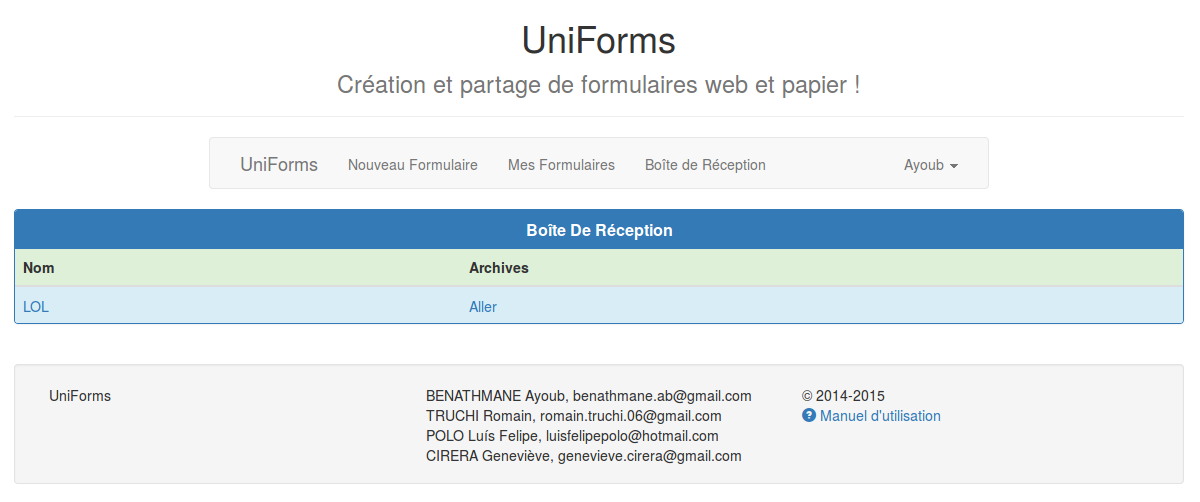 UniForms
Création et partage de formulaires web et papier !
UniForms Nouveau Formulaire Mes Formulaires Boîte de Réception Ayoub
Boîte De Réception
Nom Archives
LOL Aller
UniForms BENATHMANE Ayoub, benathmane.ab@gmail.com © 2014-2015
TRUCHI Romain, romain.truchi.06@gmail.com Manuel d'utilisation
POLO Luís Felipe, luisfelipepolo@hotmail.com
CIRERA Geneviève, genevieve.cirera@gmail.com